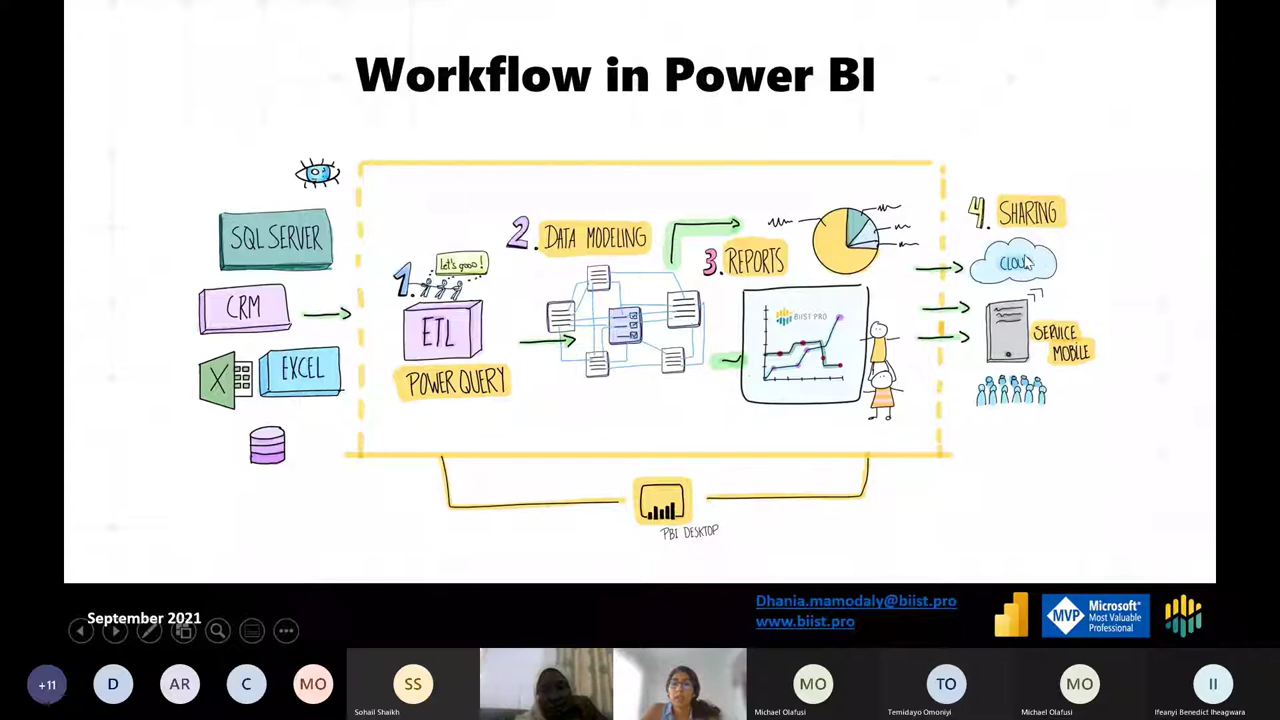 Workflow in Power BI
SQL SERVER
CRM
EXCEL
X
1.
Let's good!
ETL
POWER QUERY
2. DATA MODELING
3. REPORTS
BIIST PRO
4. SHARING
CLOUD
SERVICE
MOBILE
PBI DESKTOP
September 2021
Dhania.mamodaly@biist.pro
www.biist.pro
MVP
Microsoft
Most Valuable
Professional
+11
D
AR
C
MO
SS
Sohail Shaikh
MO
Michael Olafusi
TO
Temidayo Omoniyi
MO
Michael Olafusi
II
Ifeanyi Benedict Iheagwara